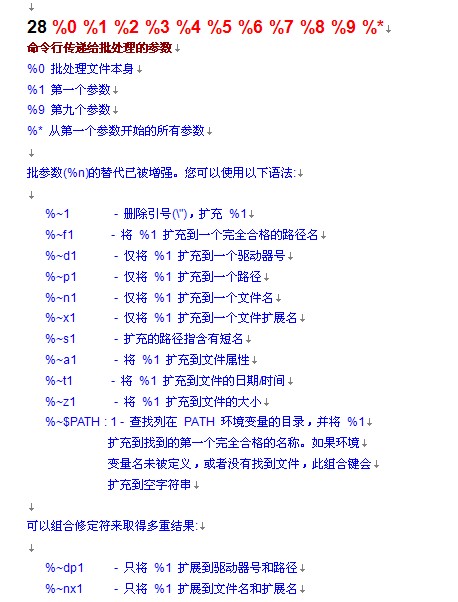 28 %0 %1 %2 %3 %4 %5 %6 %7 %8 %9 %*
命令行传递给批处理的参数
%0 批处理文件本身
%1 第一个参数
%9 第九个参数
%* 从第一个参数开始的所有参数
批参数(%n)的替代已被增强。您可以使用以下语法:
%~1 - 删除引号(\")，扩充 %1
%~f1 - 将 %1 扩充到一个完全合格的路径名
%~d1 - 仅将 %1 扩充到一个驱动器号
%~p1 - 仅将 %1 扩充到一个路径
%~n1 - 仅将 %1 扩充到一个文件名
%~x1 - 仅将 %1 扩充到一个文件扩展名
%~s1 - 扩充的路径指含有短名
%~a1 - 将 %1 扩充到文件属性
%~t1 - 将 %1 扩充到文件的日期/时间
%~z1 - 将 %1 扩充到文件的大小
%~$PATH : 1 - 查找列在 PATH 环境变量的目录，并将 %1
扩充到找到的第一个完全合格的名称。如果环境
变量名未被定义，或者没有找到文件，此组合键会
扩充到空字符串
可以组合修定符来取得多重结果:
%~dp1 - 只将 %1 扩展到驱动器号和路径
%~nx1 - 只将 %1 扩展到文件名和扩展名